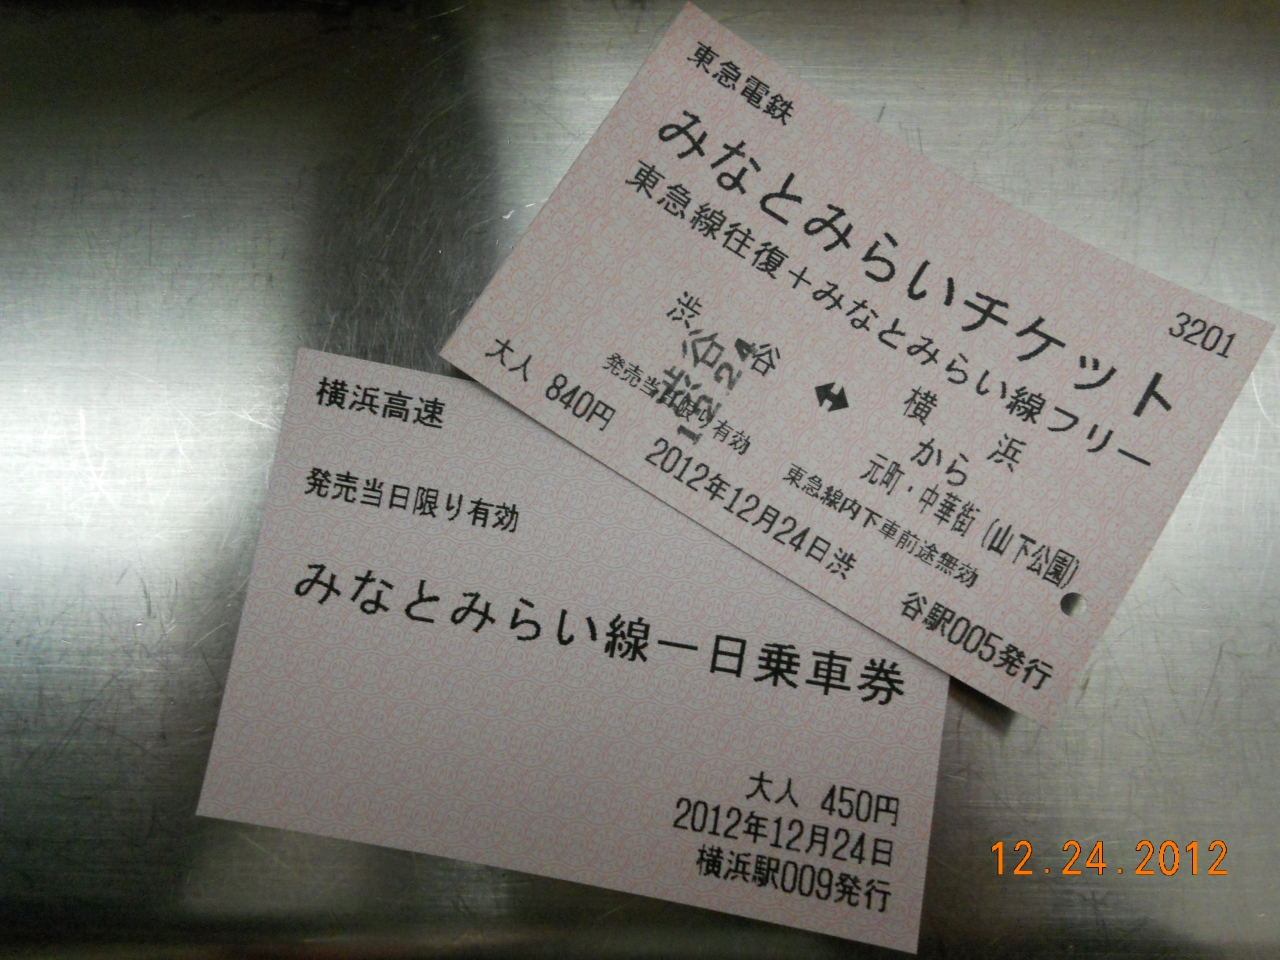 東急電鉄
みなとみらいチケット
3201
東急線往復+みなとみらい線フリー
渋谷 ↔ 横浜
から
元町・中華街(山下公園)
発売当日限り有効
東急線内下車前途無効
大人 840円
2012年12月24日渋谷駅005発行
渋谷
12.-24
横浜高速
発売当日限り有効
みなとみらい線一日乗車券
大人 450円
2012年12月24日
横浜駅009発行
12.24.2012